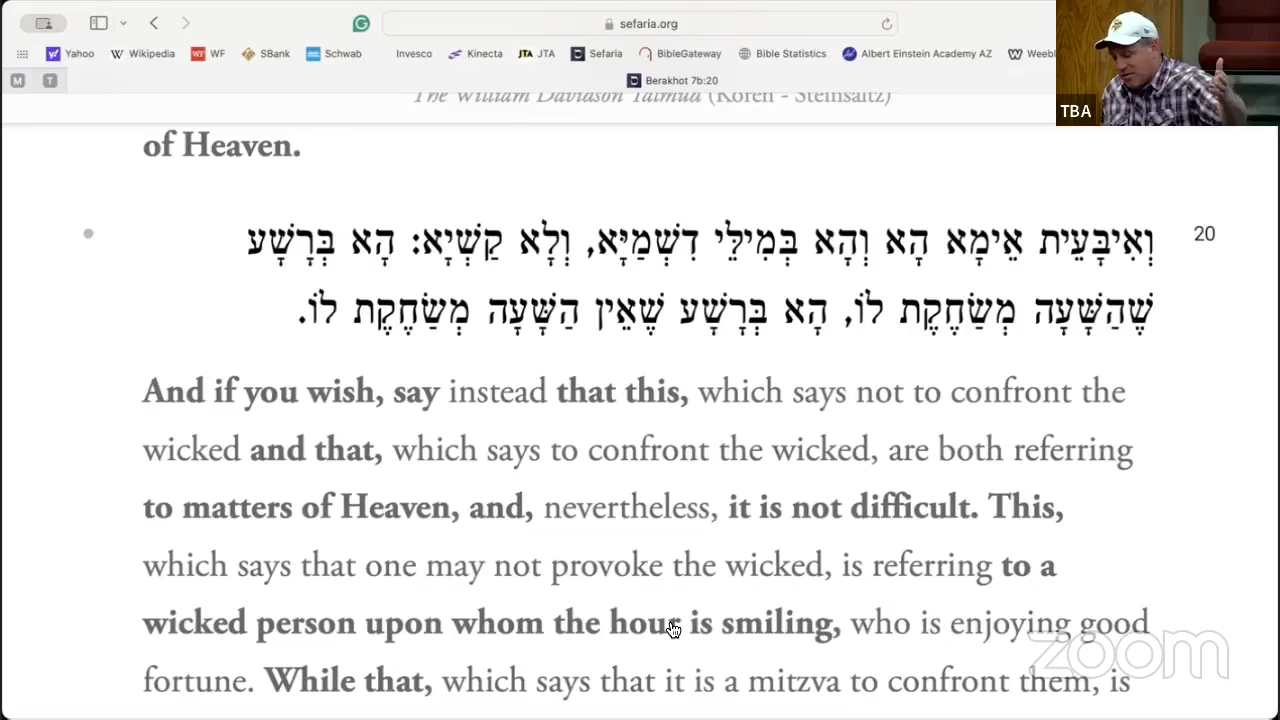 sefaria.org
Yahoo Wikipedia WF WF SBank Schwab Invesco Kinecta JTA JTA Sefaria BibleGateway Bible Statistics Albert Einstein Academy AZ Weebl
M T Berakhot 7b:20
The William Davidson Talmud (Koren - Steinsaltz)
TBA
of Heaven.
וְאִיבָּעֵית אֵימָא הָא וְהָא בְּמִילֵּי דִשְׁמַיָּא, וְלָא קַשְׁיָא: הָא בְּרָשָׁע 20
שֶׁהַשָּׁעָה מְשַׂחֶקֶת לוֹ, הָא בְּרָשָׁע שֶׁאֵין הַשָּׁעָה מְשַׂחֶקֶת לוֹ.
And if you wish, say instead that this, which says not to confront the
wicked and that, which says to confront the wicked, are both referring
to matters of Heaven, and, nevertheless, it is not difficult. This,
which says that one may not provoke the wicked, is referring to a
wicked person upon whom the hour is smiling, who is enjoying good
fortune. While that, which says that it is a mitzva to confront them, is
zoom